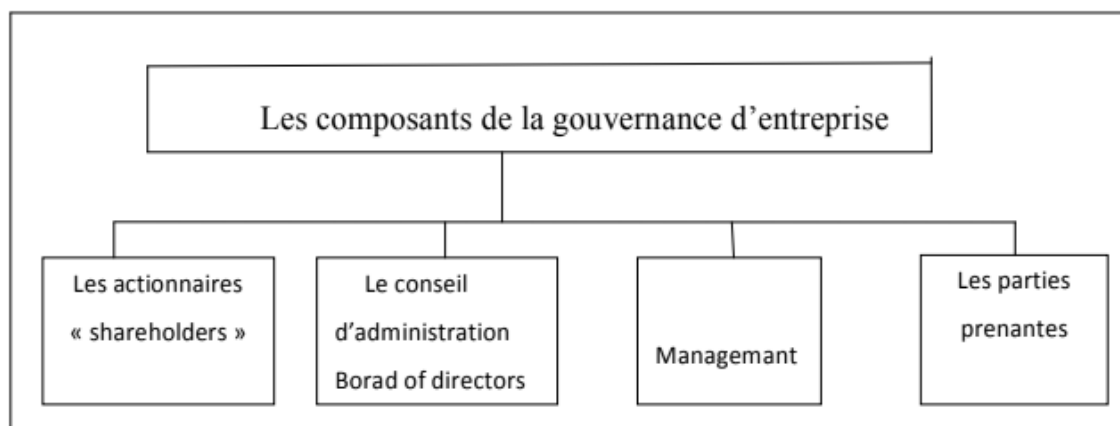 Les composants de la gouvernance d’entreprise
Les actionnaires
« shareholders »
Le conseil
d’administration
Borad of directors
Managemant
Les parties
prenantes